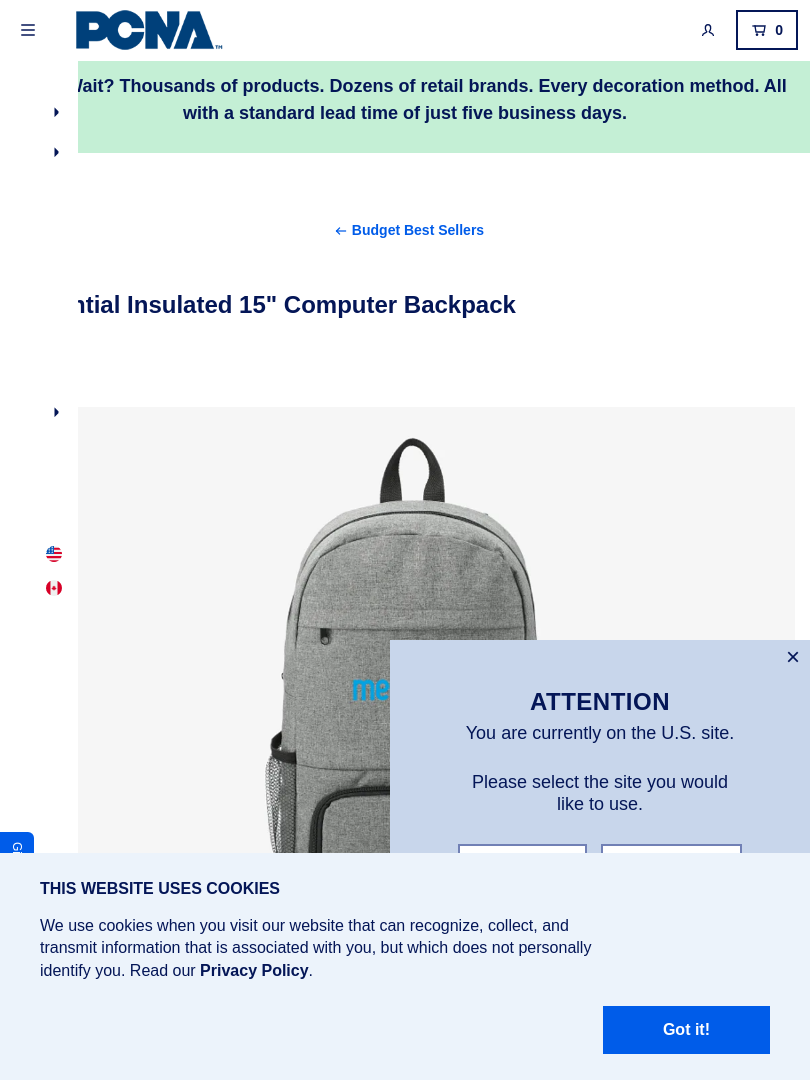 PCNA™
0
Wait? Thousands of products. Dozens of retail brands. Every decoration method. All
with a standard lead time of just five business days.
Budget Best Sellers
Insulated 15" Computer Backpack
ATTENTION
You are currently on the U.S. site.
Please select the site you would
like to use.
THIS WEBSITE USES COOKIES
We use cookies when you visit our website that can recognize, collect, and
transmit information that is associated with you, but which does not personally
identify you. Read our Privacy Policy.
Got it!